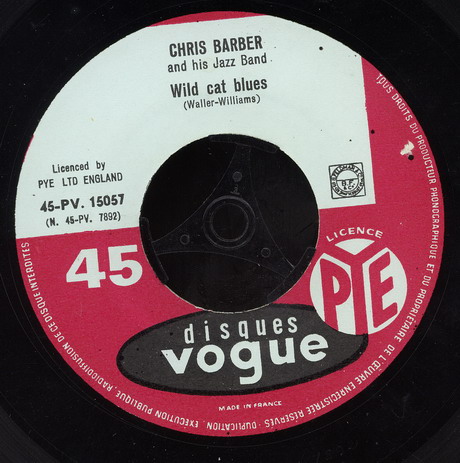 CHRIS BARBER
and his Jazz Band
Wild cat blues
(Waller-Williams)
Licenced by
PYE LTD ENGLAND
45-PV. 15057
(N. 45-PV. 7892)
45
LICENCE
PYE
disques
vogue
MADE IN FRANCE
TOUS DROITS DU PRODUCTEUR PHONOGRAPHIQUE ET DU PROPRIÉTAIRE DE L'ŒUVRE ENREGISTRÉE RÉSERVÉS - DUPLICATION, EXÉCUTION PUBLIQUE, RADIODIFFUSION DE CE DISQUE INTERDITES